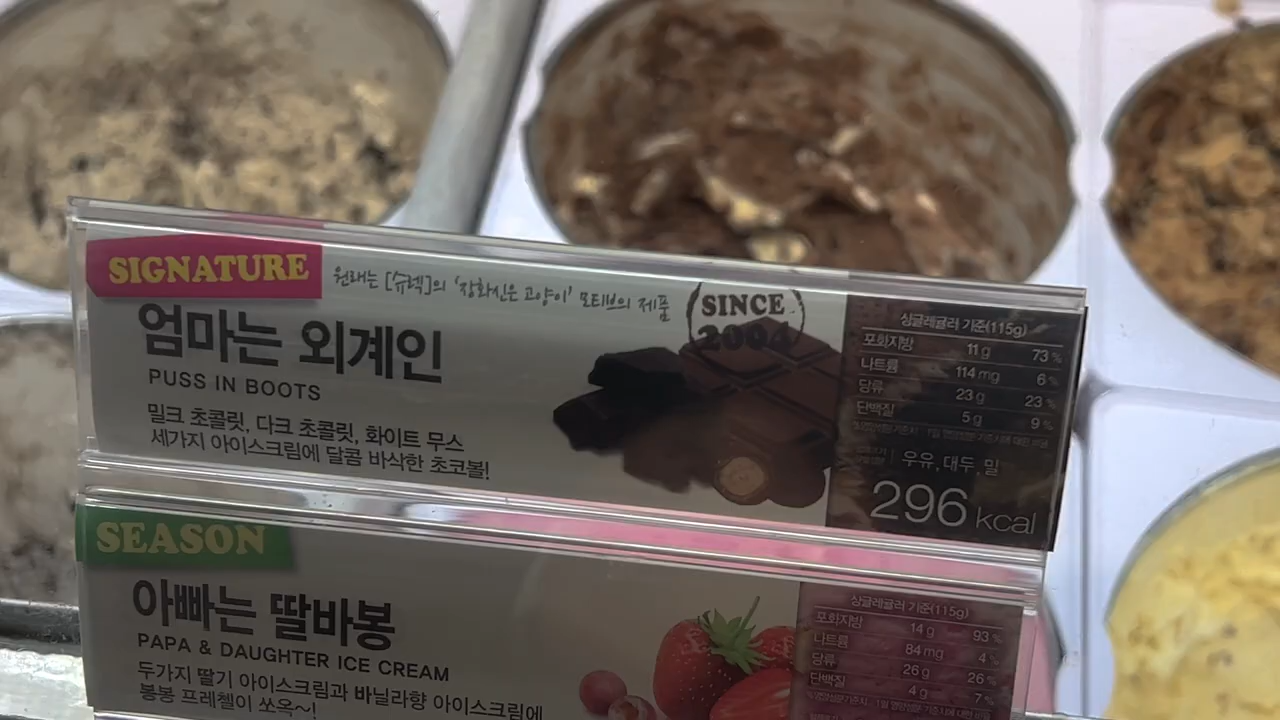 SIGNATURE
원래는 [슈렉]의 '장화신은 고양이' 모티브의 제품
SINCE
2004
엄마는 외계인
PUSS IN BOOTS
밀크 초콜릿, 다크 초콜릿, 화이트 무스
세가지 아이스크림에 달콤 바삭한 초코볼!
싱글레귤러 기준(115g)
포화지방 11g 73%
나트륨 114mg 6%
당류 23g 23%
단백질 5g 9%
우유, 대두, 밀
296 kcal
SEASON
아빠는 딸바봉
PAPA & DAUGHTER ICE CREAM
두가지 딸기 아이스크림과 바닐라향 아이스크림에
봉봉 프레첼이 쏘옥~!
싱글레귤러 기준(115g)
포화지방 14g 93%
나트륨 84mg 4%
당류 26g 26%
단백질 4g 7%